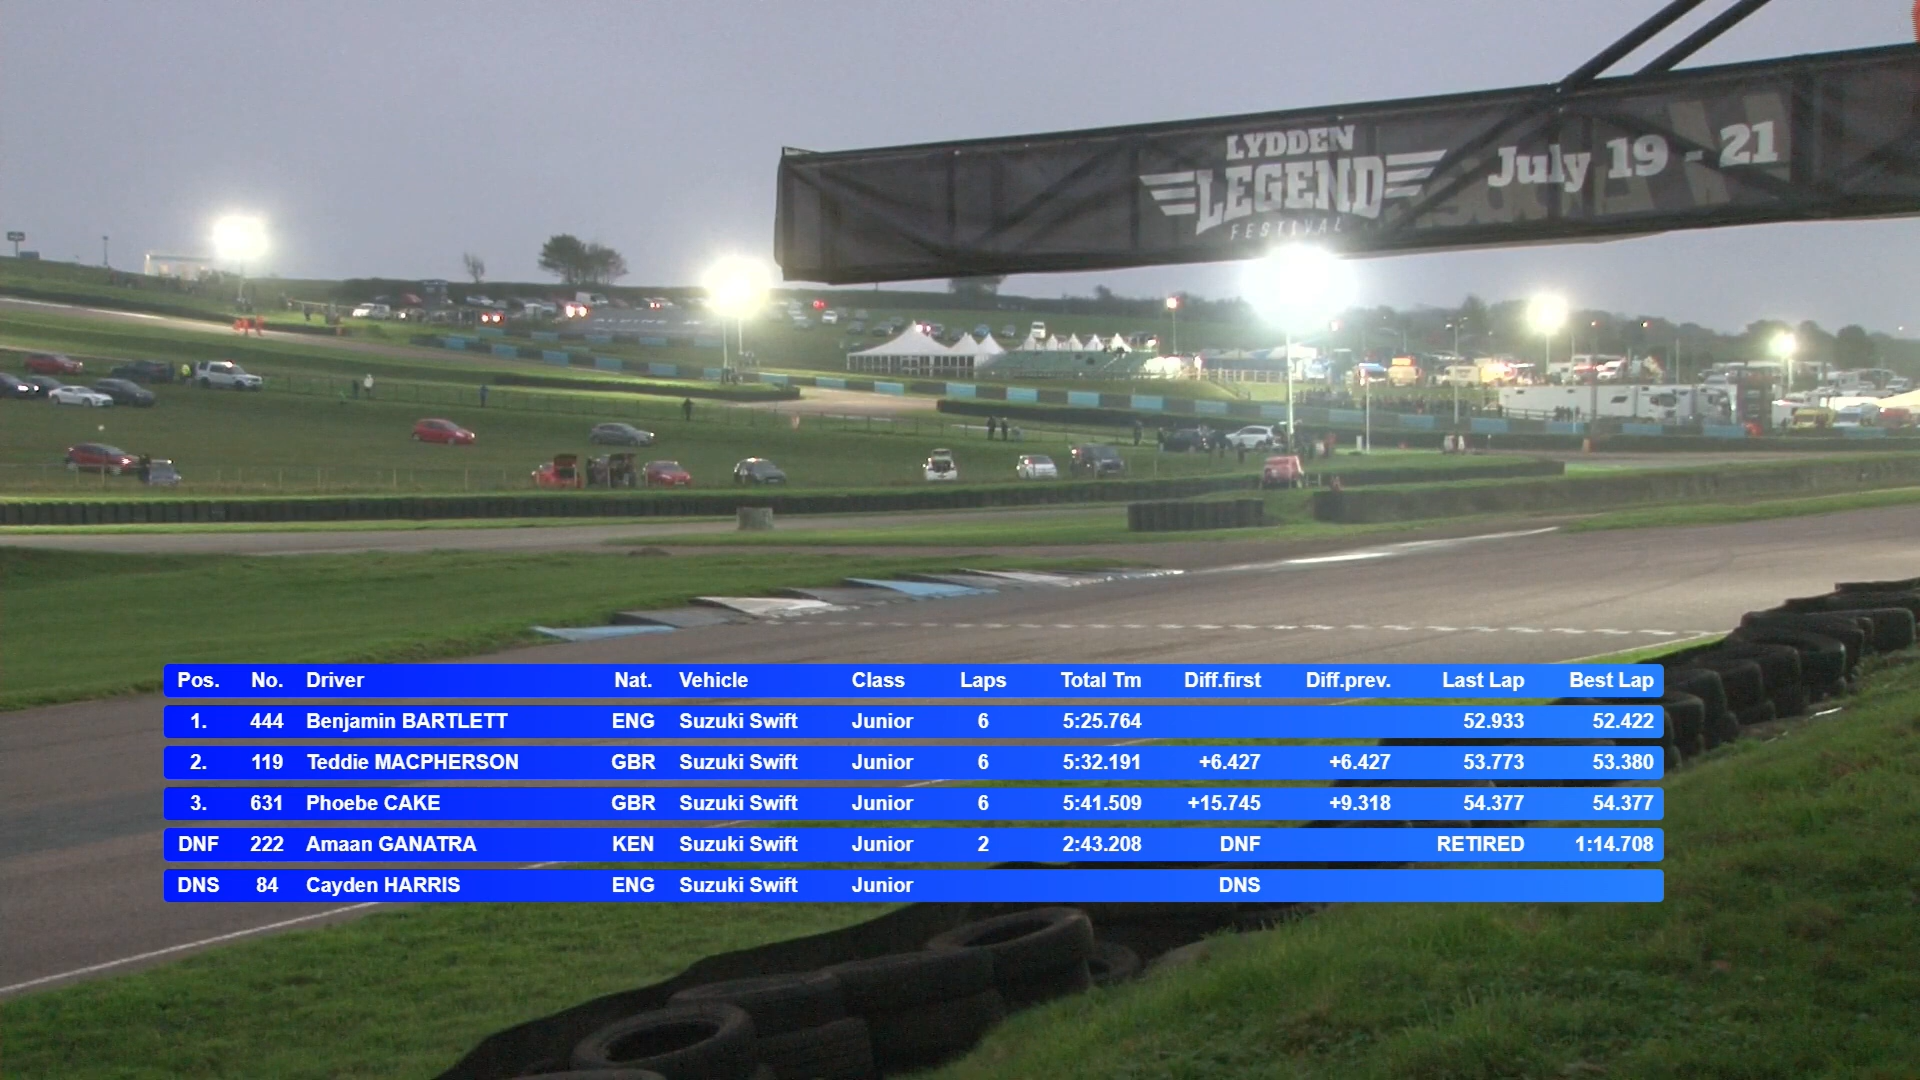 LYDDEN
LEGEND
FESTIVAL
July 19 - 21
Pos. No. Driver Nat. Vehicle Class Laps Total Tm Diff.first Diff.prev. Last Lap Best Lap
1. 444 Benjamin BARTLETT ENG Suzuki Swift Junior 6 5:25.764 52.933 52.422
2. 119 Teddie MACPHERSON GBR Suzuki Swift Junior 6 5:32.191 +6.427 +6.427 53.773 53.380
3. 631 Phoebe CAKE GBR Suzuki Swift Junior 6 5:41.509 +15.745 +9.318 54.377 54.377
DNF 222 Amaan GANATRA KEN Suzuki Swift Junior 2 2:43.208 DNF RETIRED 1:14.708
DNS 84 Cayden HARRIS ENG Suzuki Swift Junior DNS